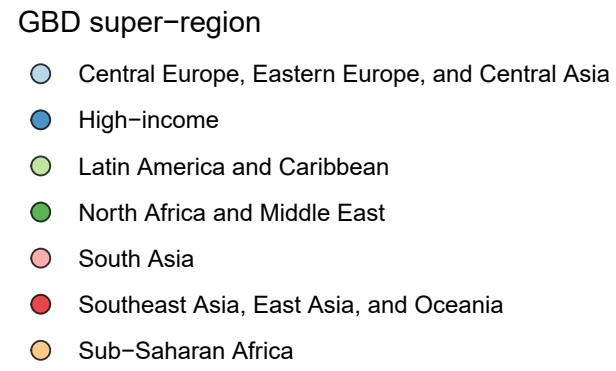 GBD super−region
Central Europe, Eastern Europe, and Central Asia
High−income
Latin America and Caribbean
North Africa and Middle East
South Asia
Southeast Asia, East Asia, and Oceania
Sub−Saharan Africa